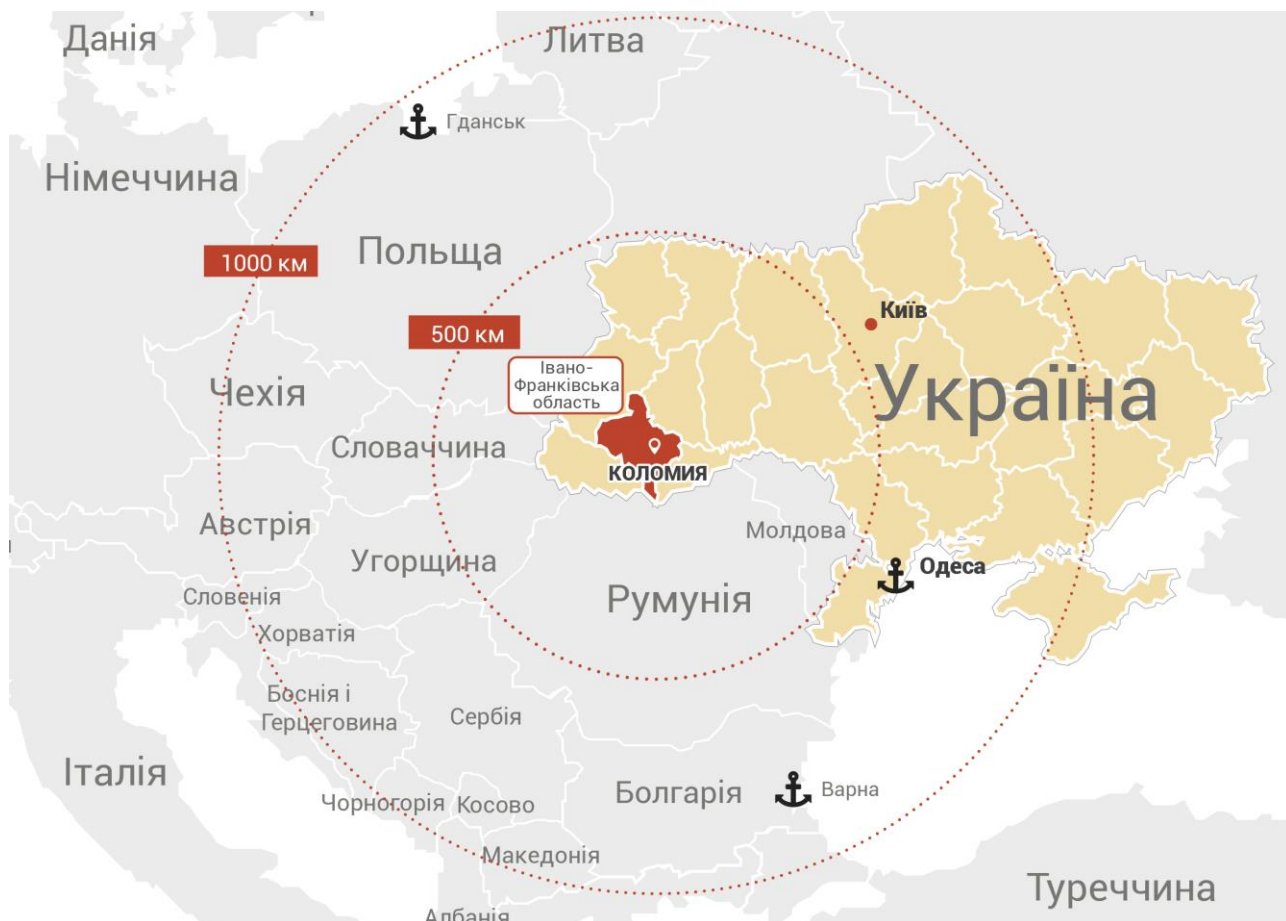 Данія
Литва
Гданськ
Німеччина
Польща
1000 км
500 км
Київ
Івано-
Франківська
область
Україна
Чехія
Словаччина
КОЛОМИЯ
Австрія
Молдова
Угорщина
Одеса
Румунія
Словенія
Хорватія
Боснія і
Герцеговина
Сербія
Італія
Болгарія
Варна
Чорногорія
Косово
Македонія
Туреччина
Албанія